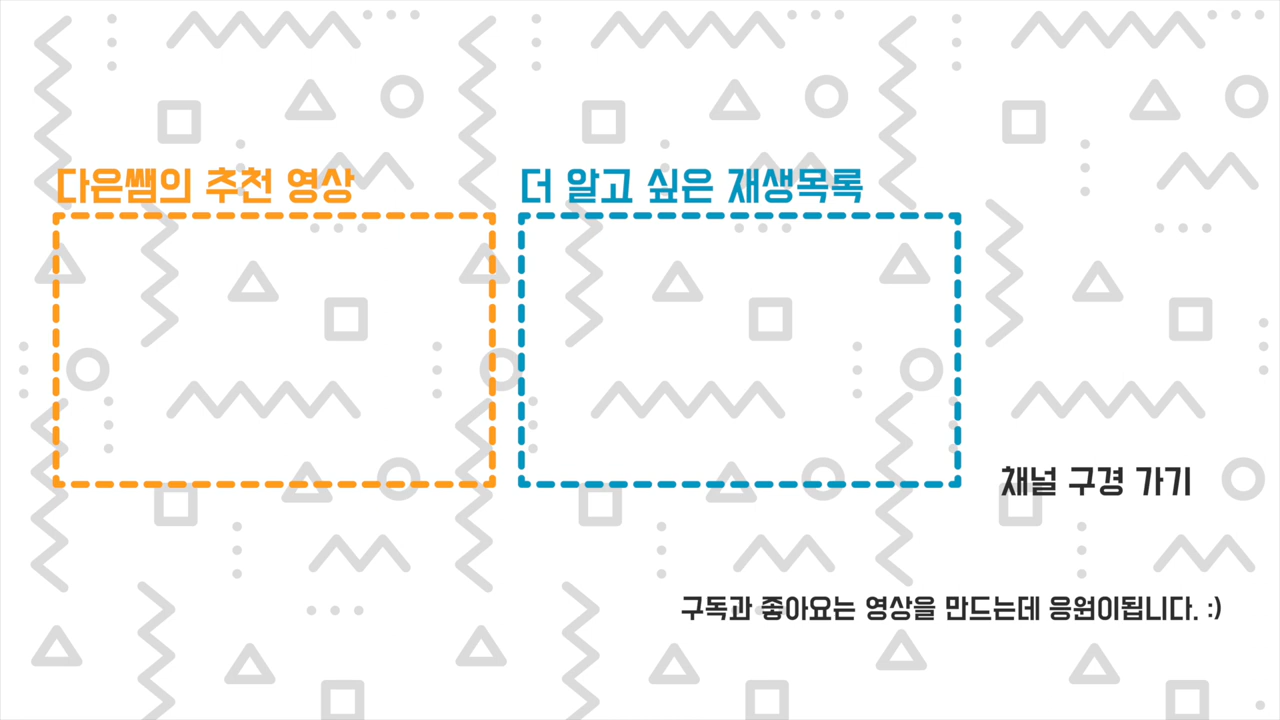 다은쌤의 추천 영상
더 알고 싶은 재생목록
채널 구경 가기
구독과 좋아요는 영상을 만드는데 응원이됩니다. :)